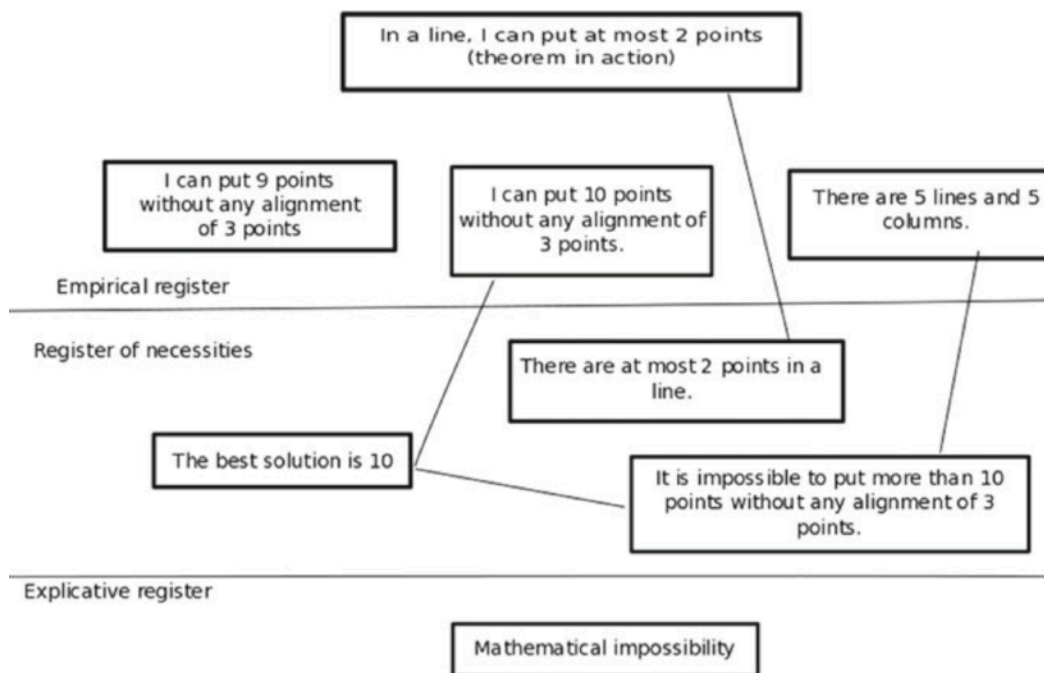 In a line, I can put at most 2 points
(theorem in action)
I can put 9 points
without any alignment
of 3 points
I can put 10 points
without any alignment of
3 points.
There are 5 lines and 5
columns.
Empirical register
Register of necessities
There are at most 2 points in a
line.
The best solution is 10
It is impossible to put more than 10
points without any alignment of 3
points.
Explicative register
Mathematical impossibility